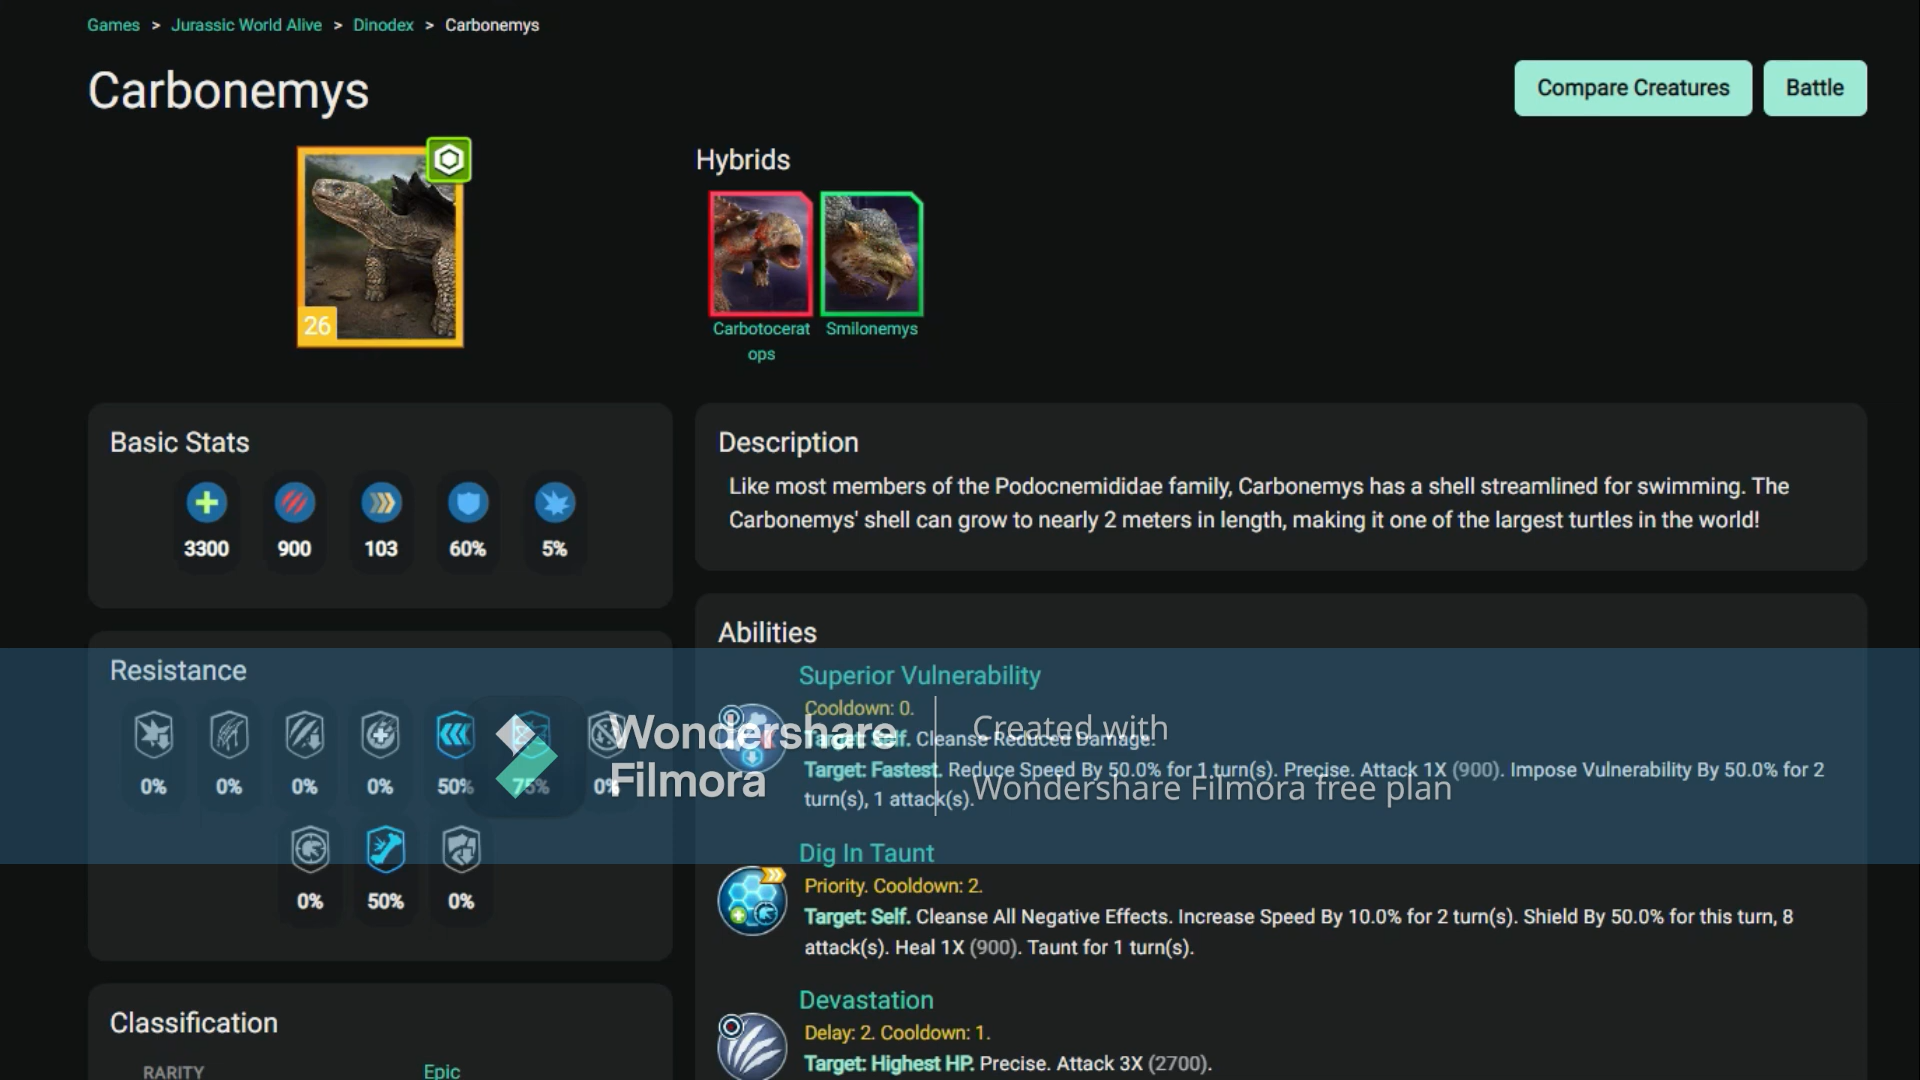 Games > Jurassic World Alive > Dinodex > Carbonemys
Carbonemys
Compare Creatures
Battle
26
Hybrids
Carbotocerat
ops
Smilonemys
Basic Stats
3300 900 103 60% 5%
Description
Like most members of the Podocnemididae family, Carbonemys has a shell streamlined for swimming. The
Carbonemys' shell can grow to nearly 2 meters in length, making it one of the largest turtles in the world!
Resistance
0% 0% 0% 0% 50% 75% 0%
0% 50% 0%
Abilities
Superior Vulnerability
Cooldown: 0.
Target: Self. Cleanse Reduced Damage.
Target: Fastest. Reduce Speed By 50.0% for 1 turn(s). Precise. Attack 1X (900). Impose Vulnerability By 50.0% for 2
turn(s), 1 attack(s).
Wondershare
Filmora
Created with
Wondershare Filmora free plan
Dig In Taunt
Priority. Cooldown: 2.
Target: Self. Cleanse All Negative Effects. Increase Speed By 10.0% for 2 turn(s). Shield By 50.0% for this turn, 8
attack(s). Heal 1X (900). Taunt for 1 turn(s).
Devastation
Delay: 2. Cooldown: 1.
Target: Highest HP. Precise. Attack 3X (2700).
Classification
RARITY Epic